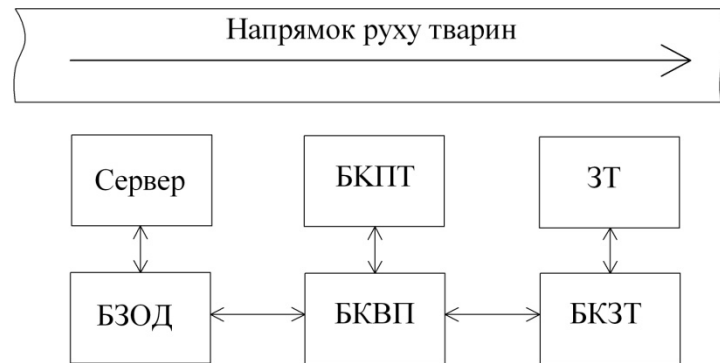 Напрямок руху тварин
Сервер
БКПТ
ЗТ
БЗОД
БКВП
БКЗТ